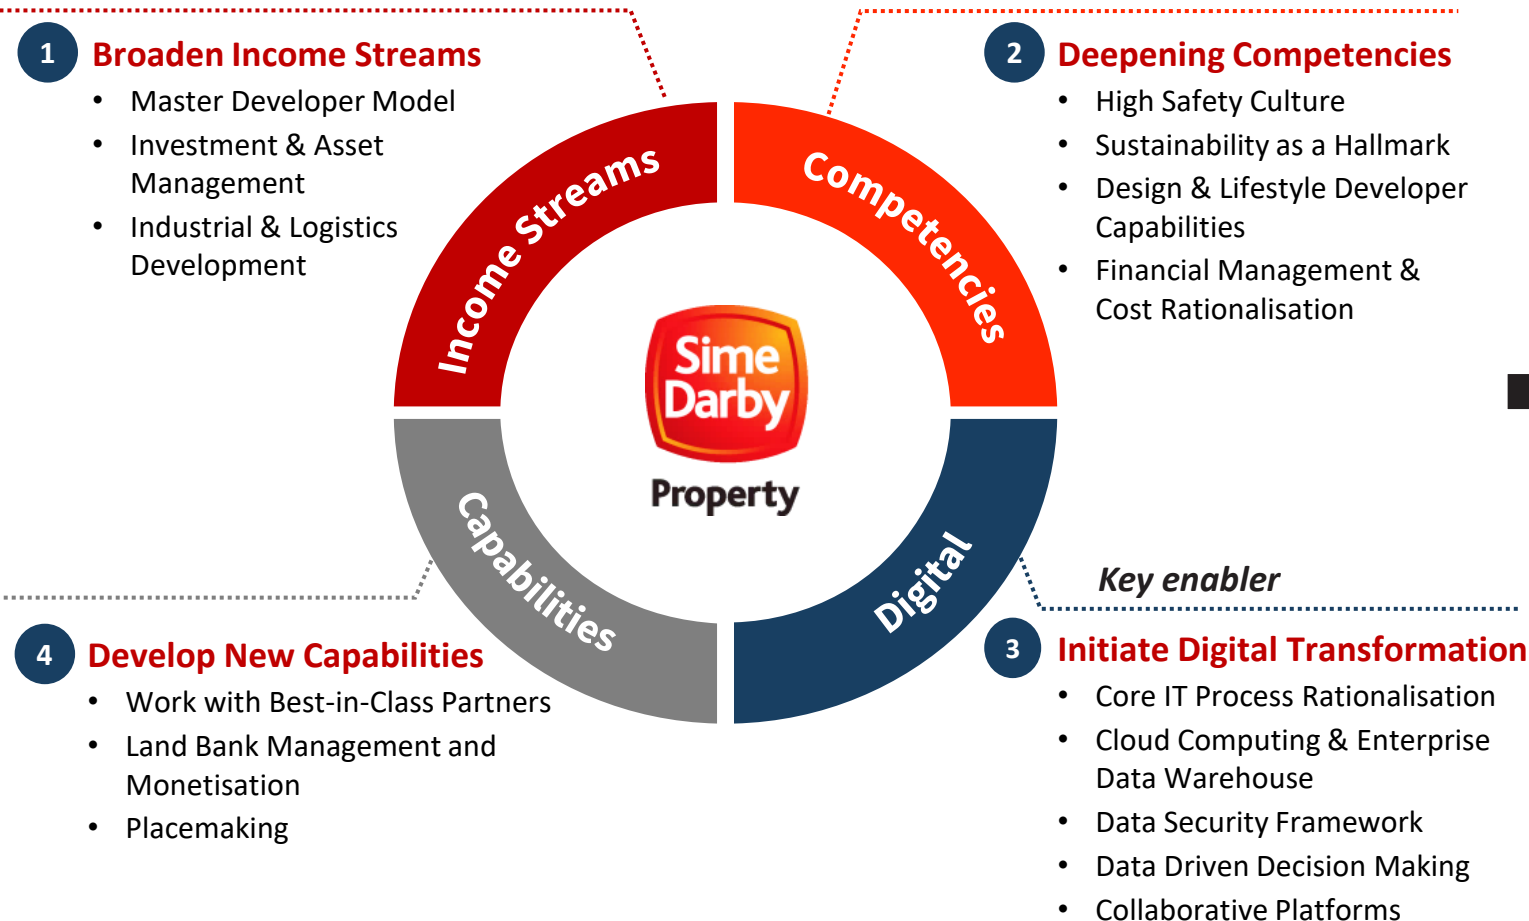 1 Broaden Income Streams
• Master Developer Model
• Investment & Asset
Management
• Industrial & Logistics
Development
2 Deepening Competencies
• High Safety Culture
• Sustainability as a Hallmark
• Design & Lifestyle Developer
Capabilities
• Financial Management &
Cost Rationalisation
Income Streams
Competencies
Sime
Darby
Property
Capabilities
Digital
Key enabler
3 Initiate Digital Transformation
• Core IT Process Rationalisation
• Cloud Computing & Enterprise
Data Warehouse
• Data Security Framework
• Data Driven Decision Making
• Collaborative Platforms
4 Develop New Capabilities
• Work with Best-in-Class Partners
• Land Bank Management and
Monetisation
• Placemaking